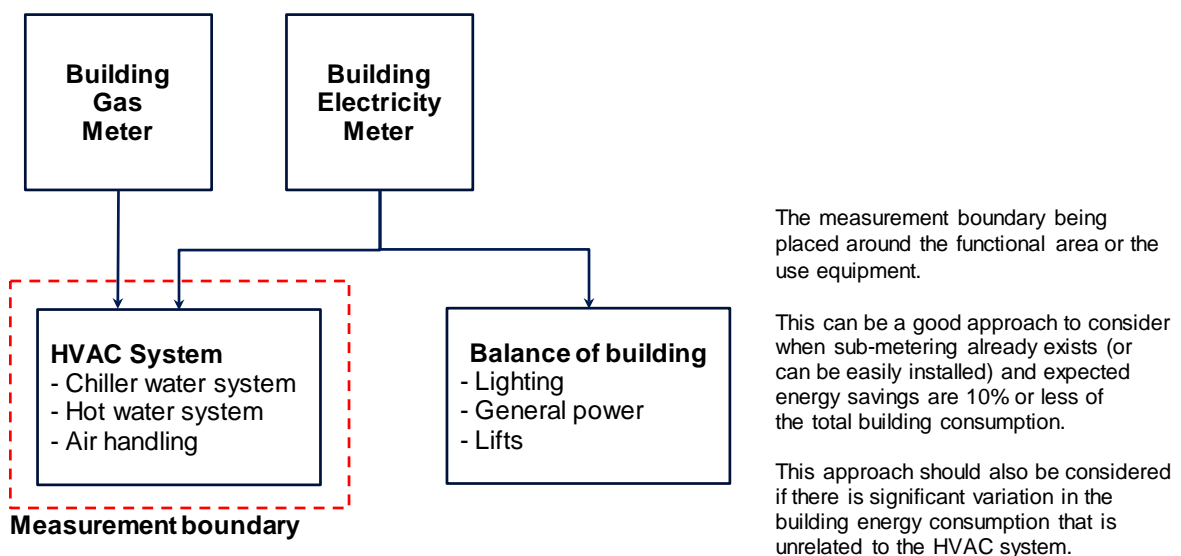 Building
Gas
Meter
Building
Electricity
Meter
HVAC System
- Chiller water system
- Hot water system
- Air handling
Balance of building
- Lighting
- General power
- Lifts
Measurement boundary
The measurement boundary being
placed around the functional area or the
use equipment.
This can be a good approach to consider
when sub-metering already exists (or
can be easily installed) and expected
energy savings are 10% or less of
the total building consumption.
This approach should also be considered
if there is significant variation in the
building energy consumption that is
unrelated to the HVAC system.